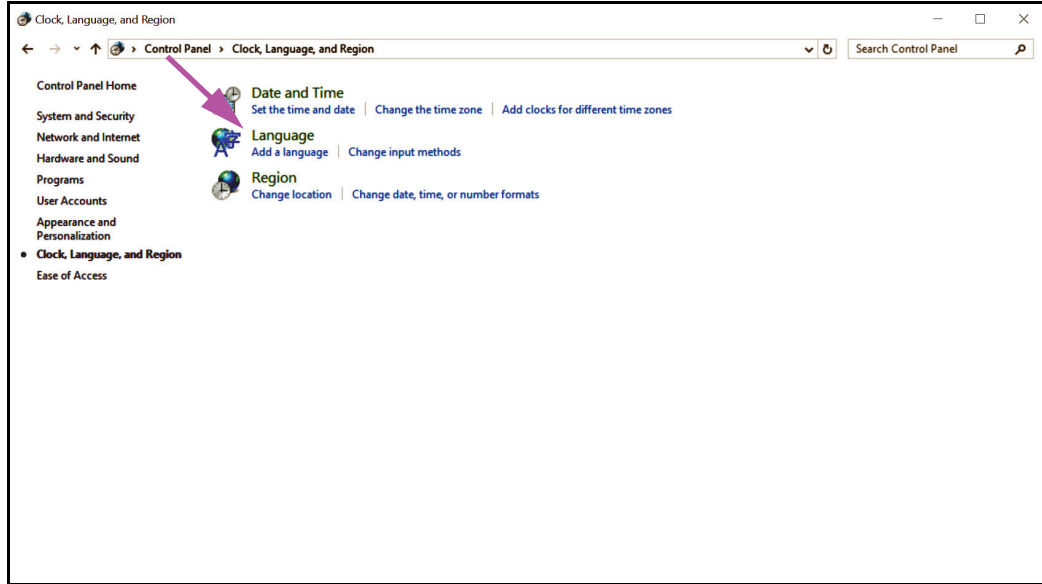 Clock, Language, and Region
Control Panel › Clock, Language, and Region
Search Control Panel
Control Panel Home
System and Security
Network and Internet
Hardware and Sound
Programs
User Accounts
Appearance and
Personalization
Clock, Language, and Region
Ease of Access
Date and Time
Set the time and date | Change the time zone | Add clocks for different time zones
Language
Add a language | Change input methods
Region
Change location | Change date, time, or number formats